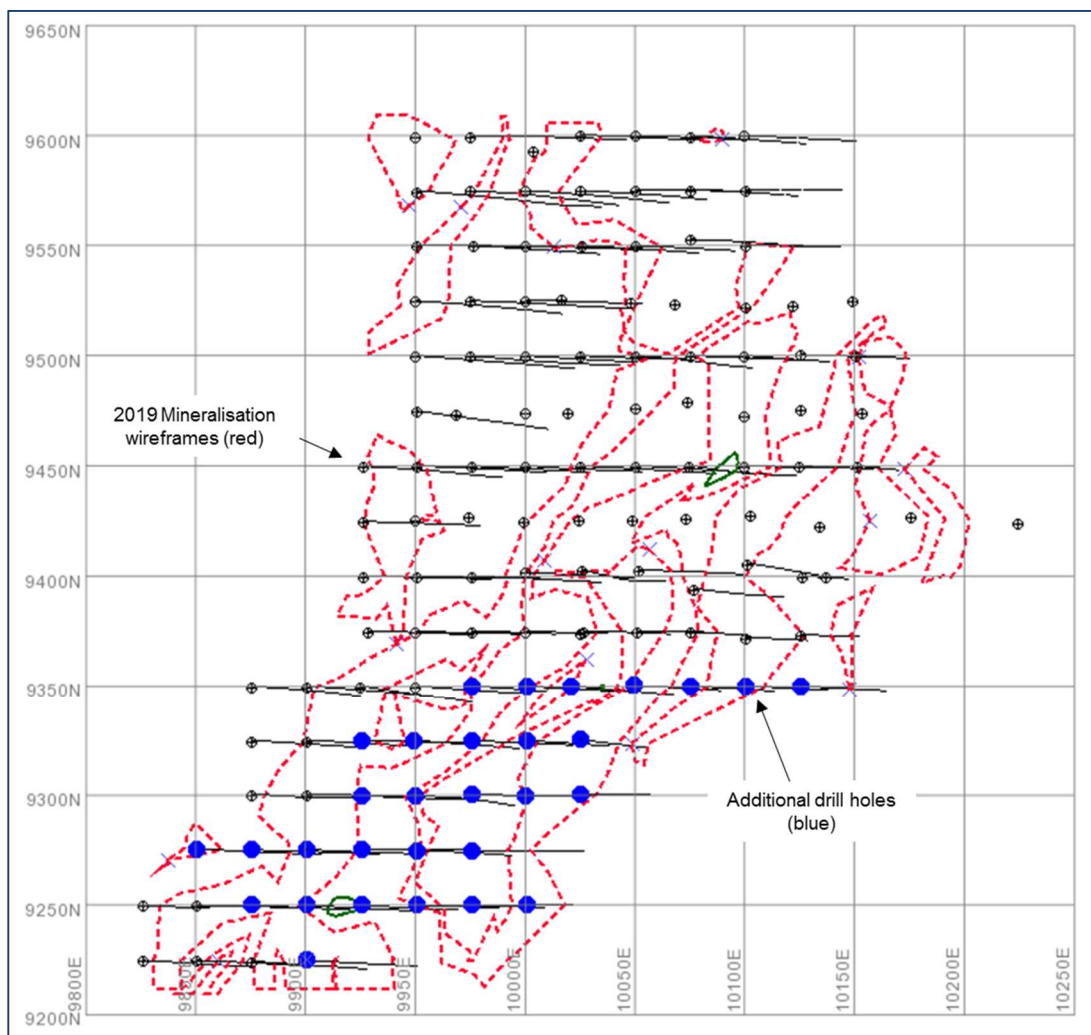 9650N
9600N
9550N
9500N
2019 Mineralisation
wireframes (red)
9450N
9400N
9350N
9300N
Additional drill holes
(blue)
9250N
9200N
9800E
9850E
9900E
9950E
10000E
10050E
10100E
10150E
10200E
10250E